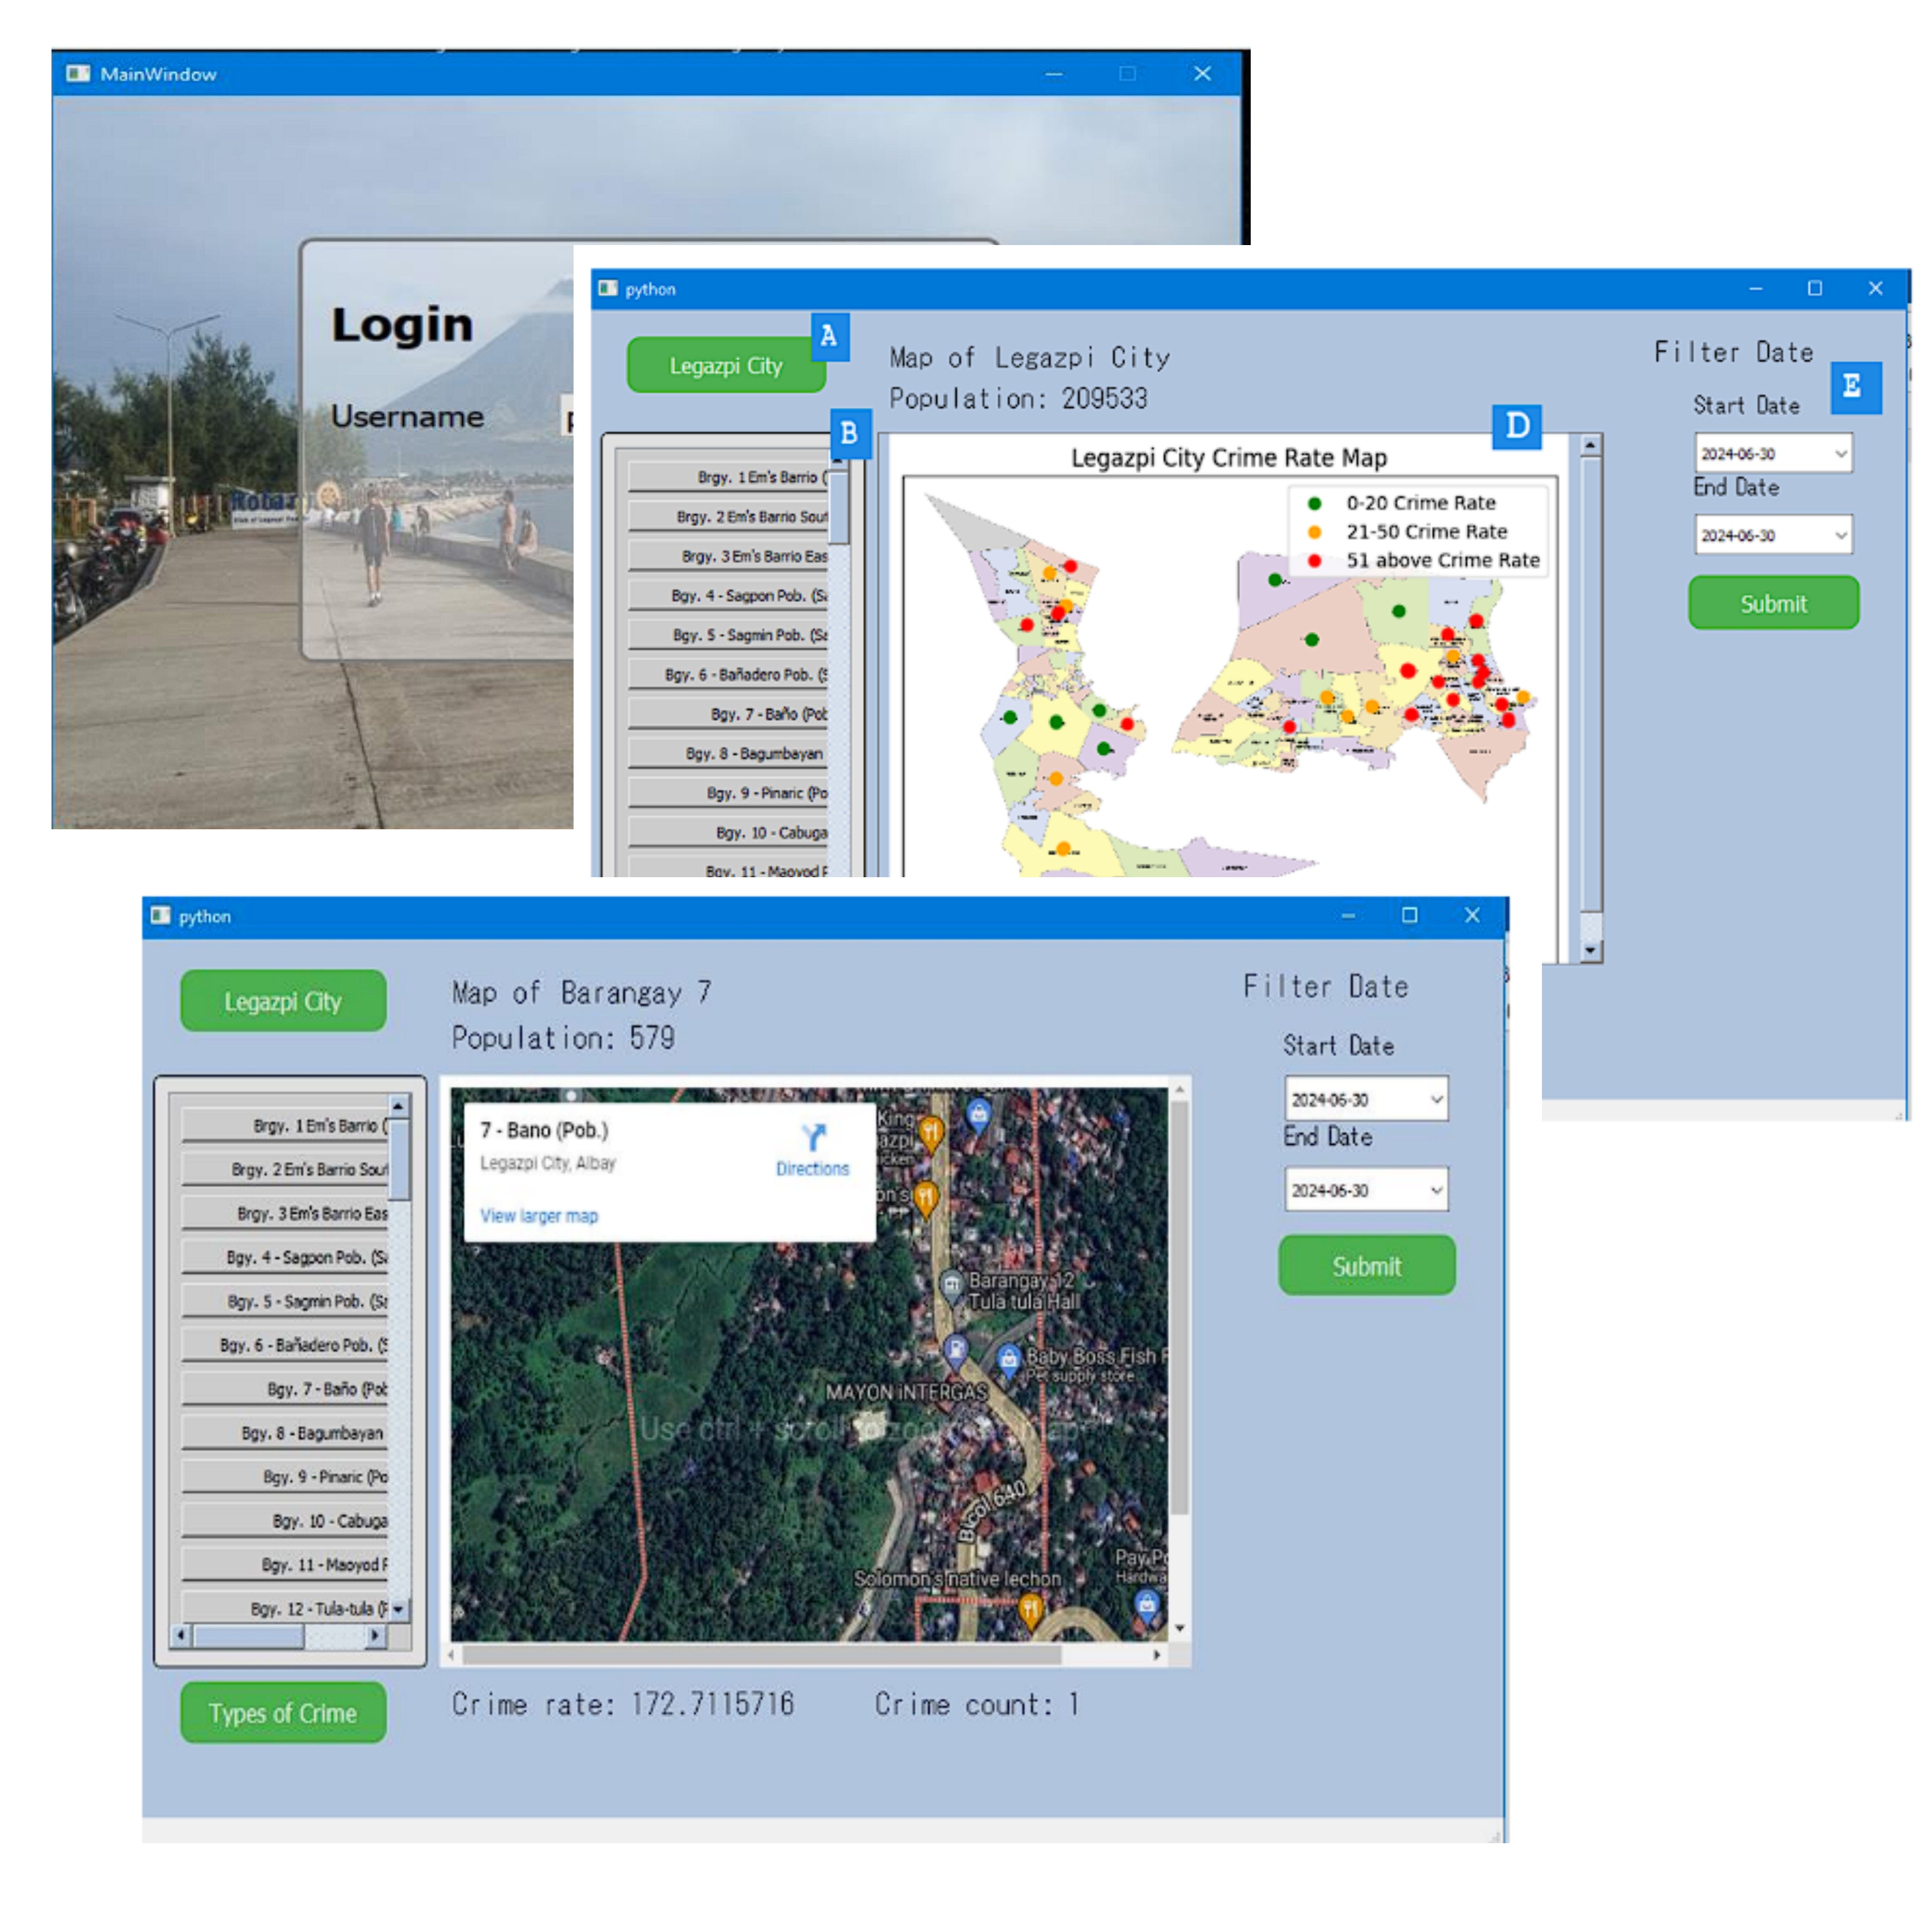 MainWindow
Login
Username
python
Legazpi City
A
Map of Legazpi City
Population: 209533
Filter Date
E
Start Date
2024-06-30
End Date
2024-06-30
Submit
B
Brgy. 1 Em's Barrio (
Brgy. 2 Em's Barrio Sout
Brgy. 3 Em's Barrio Eas
Bgy. 4 - Sagpon Pob. (Sa
Bgy. 5 - Sagmin Pob. (Sa
Bgy. 6 - Bañadero Pob. (S
Bgy. 7 - Baño (Pob
Bgy. 8 - Bagumbayan
Bgy. 9 - Pinaric (Po
Bgy. 10 - Cabuga
Bgy. 11 - Maoyod P
D
Legazpi City Crime Rate Map
0-20 Crime Rate
21-50 Crime Rate
51 above Crime Rate
python
Legazpi City
Map of Barangay 7
Population: 579
Filter Date
Start Date
2024-06-30
End Date
2024-06-30
Submit
Brgy. 1 Em's Barrio (
Brgy. 2 Em's Barrio Sout
Brgy. 3 Em's Barrio Eas
Bgy. 4 - Sagpon Pob. (Sa
Bgy. 5 - Sagmin Pob. (Sa
Bgy. 6 - Bañadero Pob. (S
Bgy. 7 - Baño (Pob
Bgy. 8 - Bagumbayan
Bgy. 9 - Pinaric (Po
Bgy. 10 - Cabuga
Bgy. 11 - Maoyod P
Bgy. 12 - Tula-tula (P
7 - Bano (Pob.)
Legazpi City, Albay
Directions
View larger map
King
azpi
Barangay 12
Tula tula Hall
Baby Boss Fish F
Pet supply store
MAYON iNTERGAS
Use ctrl + scroll to zoom the map
Bicol 640
Pay Po
Hardwa
Solomon's native lechon
Types of Crime
Crime rate: 172.7115716
Crime count: 1